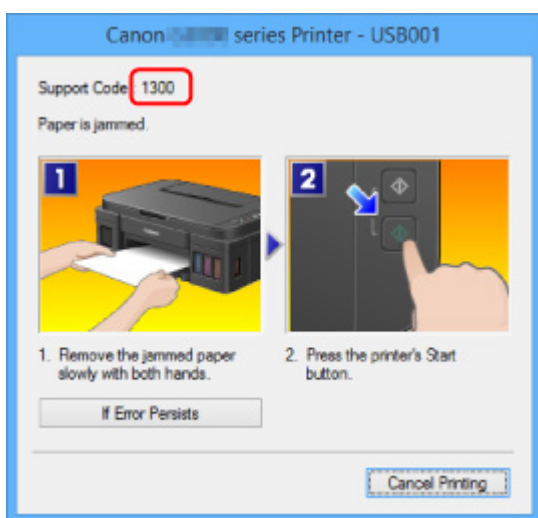 Canon series Printer - USB001
Support Code : 1300
Paper is jammed.
1
2
1. Remove the jammed paper
slowly with both hands.
2. Press the printer's Start
button.
If Error Persists
Cancel Printing